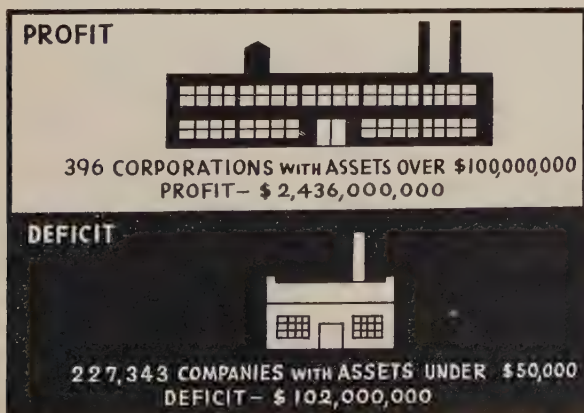 PROFIT
396 CORPORATIONS WITH ASSETS OVER $100,000,000
PROFIT– $2,436,000,000
DEFICIT
227,343 COMPANIES WITH ASSETS UNDER $50,000
DEFICIT– $102,000,000